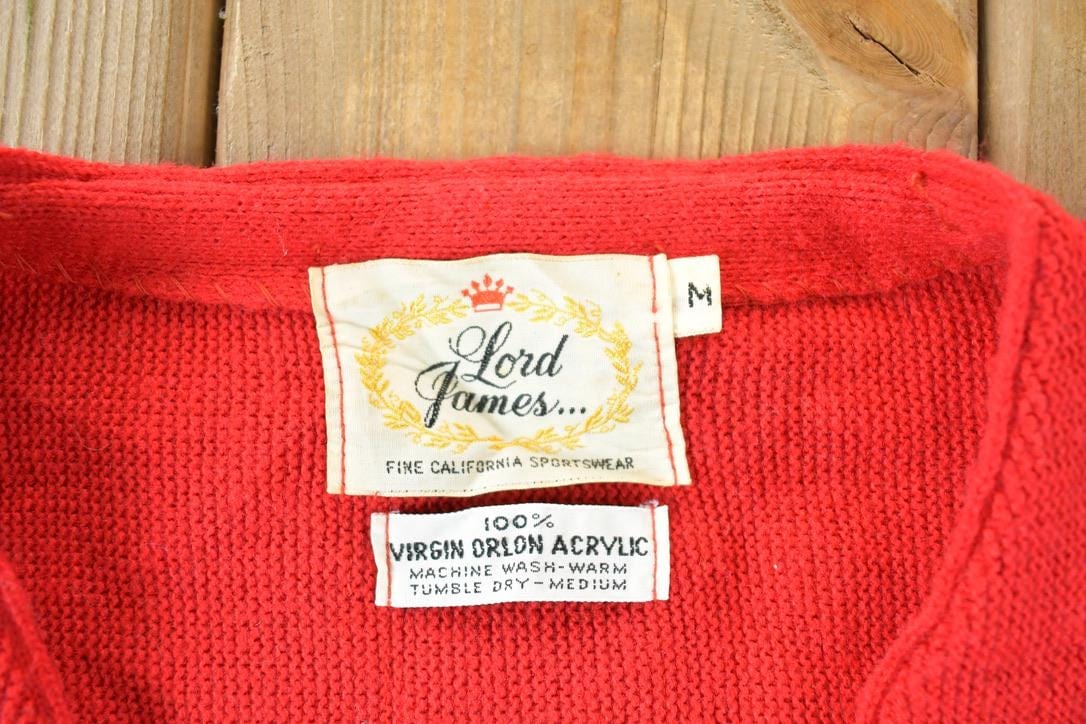 Lord
James...
FINE CALIFORNIA SPORTSWEAR
M
100%
VIRGIN ORLON ACRYLIC
MACHINE WASH-WARM
TUMBLE DRY-MEDIUM